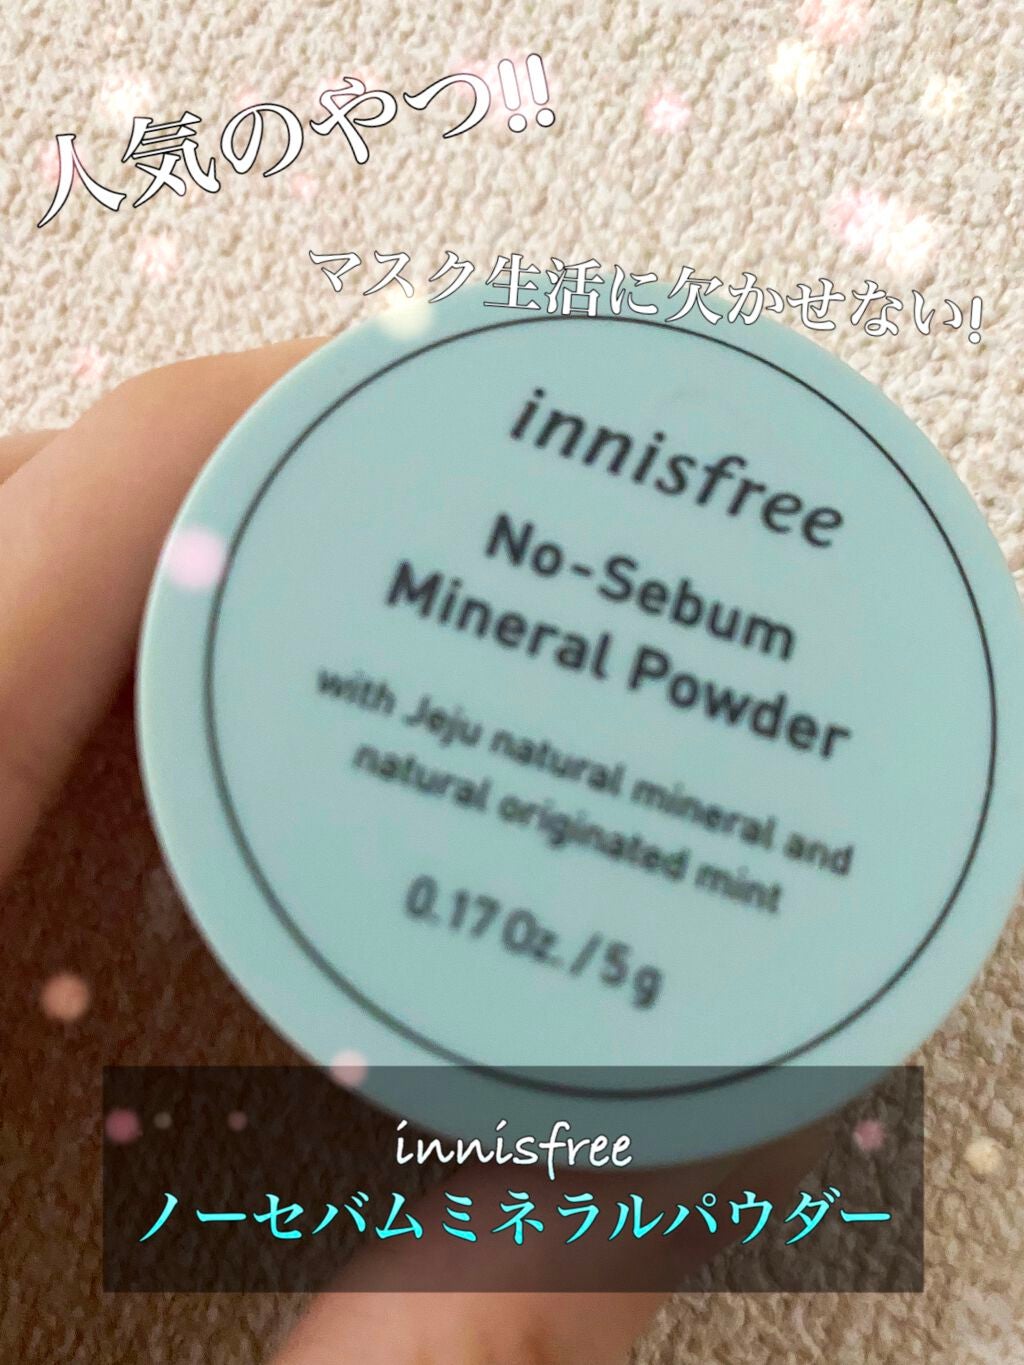 人気のやつ!!
マスク生活に欠かせない!
innisfree
No-Sebum
Mineral Powder
with Jeju natural mineral and
natural originated mint
0.17 Oz. / 5 g
innisfree
ノーセバムミネラルパウダー